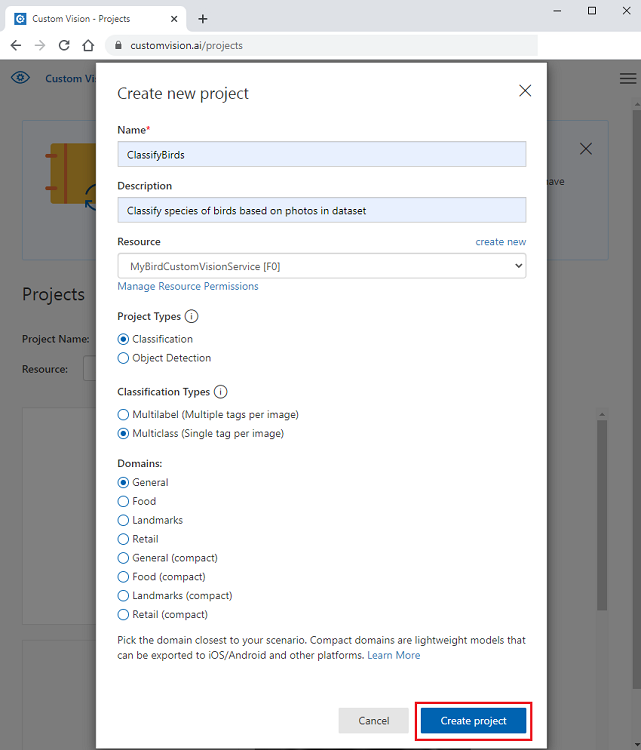 Custom Vision - Projects
customvision.ai/projects
Custom Vis
Create new project
Name*
ClassifyBirds
Description
Classify species of birds based on photos in dataset
have
Resource
create new
MyBirdCustomVisionService [F0]
Manage Resource Permissions
Projects
Project Types
Project Name:
Classification
Object Detection
Resource:
Classification Types
Multilabel (Multiple tags per image)
Multiclass (Single tag per image)
Domains:
General
Food
Landmarks
Retail
General (compact)
Food (compact)
Landmarks (compact)
Retail (compact)
Pick the domain closest to your scenario. Compact domains are lightweight models that
can be exported to iOS/Android and other platforms. Learn More
Cancel
Create project